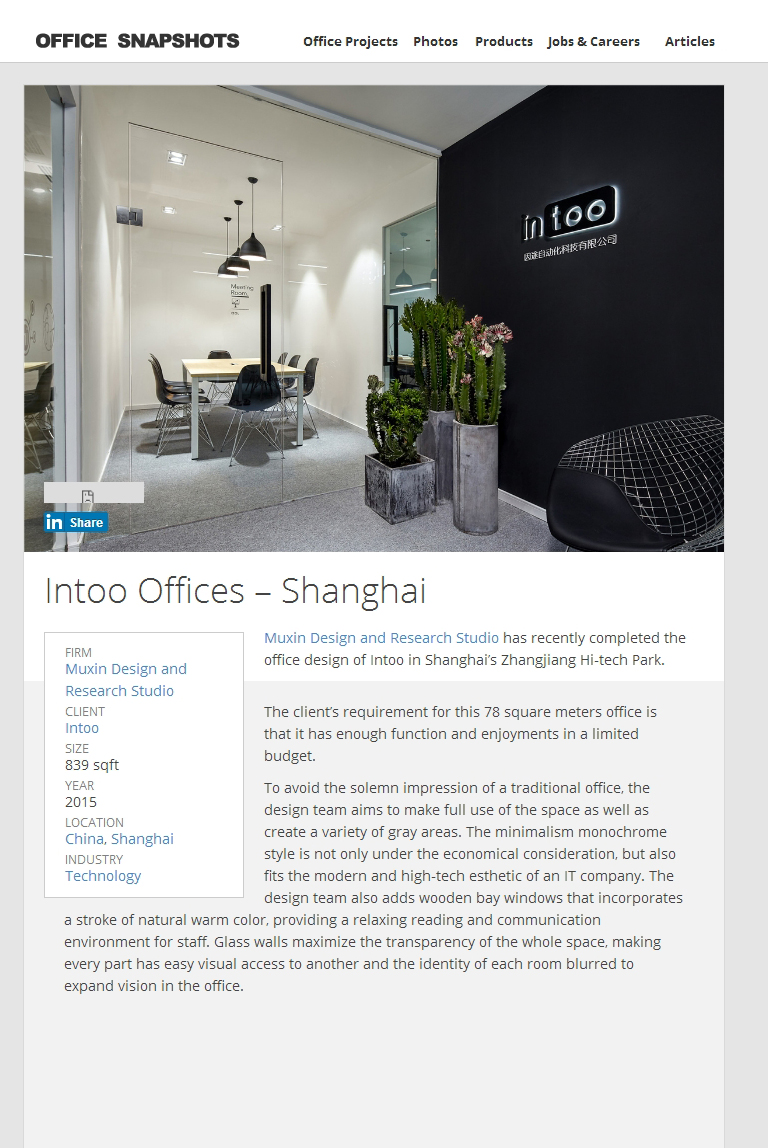 OFFICE SNAPSHOTS
Office Projects Photos Products Jobs & Careers Articles
intoo
因途自动化科技有限公司
Meeting
Room.
in Share
Intoo Offices – Shanghai
FIRM
Muxin Design and
Research Studio
CLIENT
Intoo
SIZE
839 sqft
YEAR
2015
LOCATION
China, Shanghai
INDUSTRY
Technology
Muxin Design and Research Studio has recently completed the
office design of Intoo in Shanghai’s Zhangjiang Hi-tech Park.
The client’s requirement for this 78 square meters office is
that it has enough function and enjoyments in a limited
budget.
To avoid the solemn impression of a traditional office, the
design team aims to make full use of the space as well as
create a variety of gray areas. The minimalism monochrome
style is not only under the economical consideration, but also
fits the modern and high-tech esthetic of an IT company. The
design team also adds wooden bay windows that incorporates
a stroke of natural warm color, providing a relaxing reading and communication
environment for staff. Glass walls maximize the transparency of the whole space, making
every part has easy visual access to another and the identity of each room blurred to
expand vision in the office.